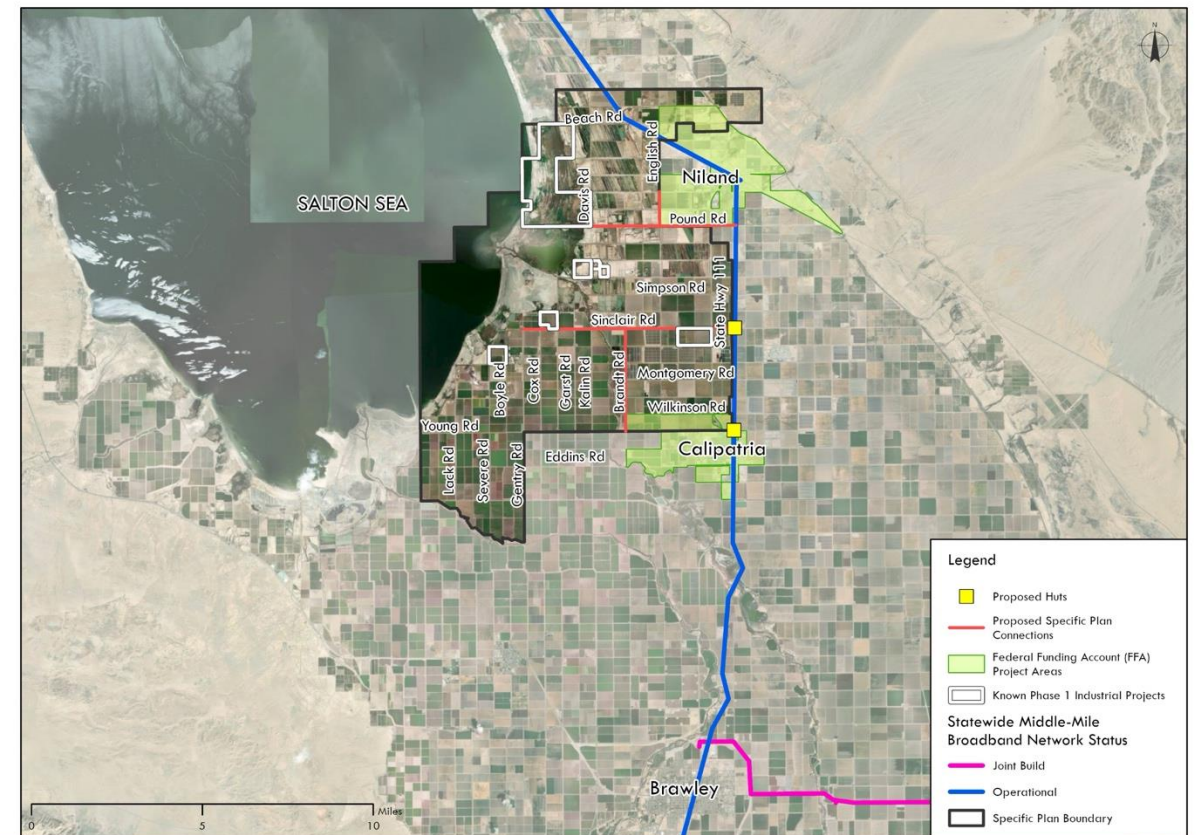 N
Beach Rd
English Rd
Niland
SALTON SEA
Davis Rd
Pound Rd
State Hwy 111
Simpson Rd
Sinclair Rd
Boyle Rd
Cox Rd
Garst Rd
Kalin Rd
Brandt Rd
Montgomery Rd
Wilkinson Rd
Young Rd
Calipatria
Lack Rd
Severe Rd
Gentry Rd
Eddins Rd
Brawley
Miles
0
5
10
Legend
Proposed Huts
Proposed Specific Plan
Connections
Federal Funding Account (FFA)
Project Areas
Known Phase 1 Industrial Projects
Statewide Middle-Mile
Broadband Network Status
Joint Build
Operational
Specific Plan Boundary